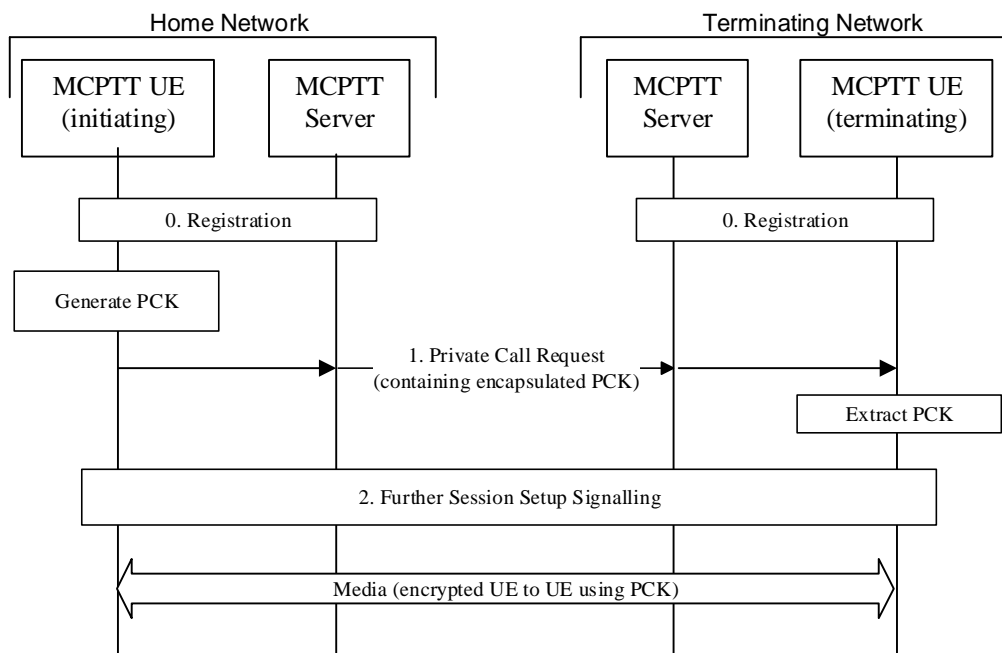 Home Network
Terminating Network
MCPTT UE
(initiating)
MCPTT
Server
MCPTT
Server
MCPTT UE
(terminating)
0. Registration
0. Registration
Generate PCK
1. Private Call Request
(containing encapsulated PCK)
Extract PCK
2. Further Session Setup Signalling
Media (encrypted UE to UE using PCK)